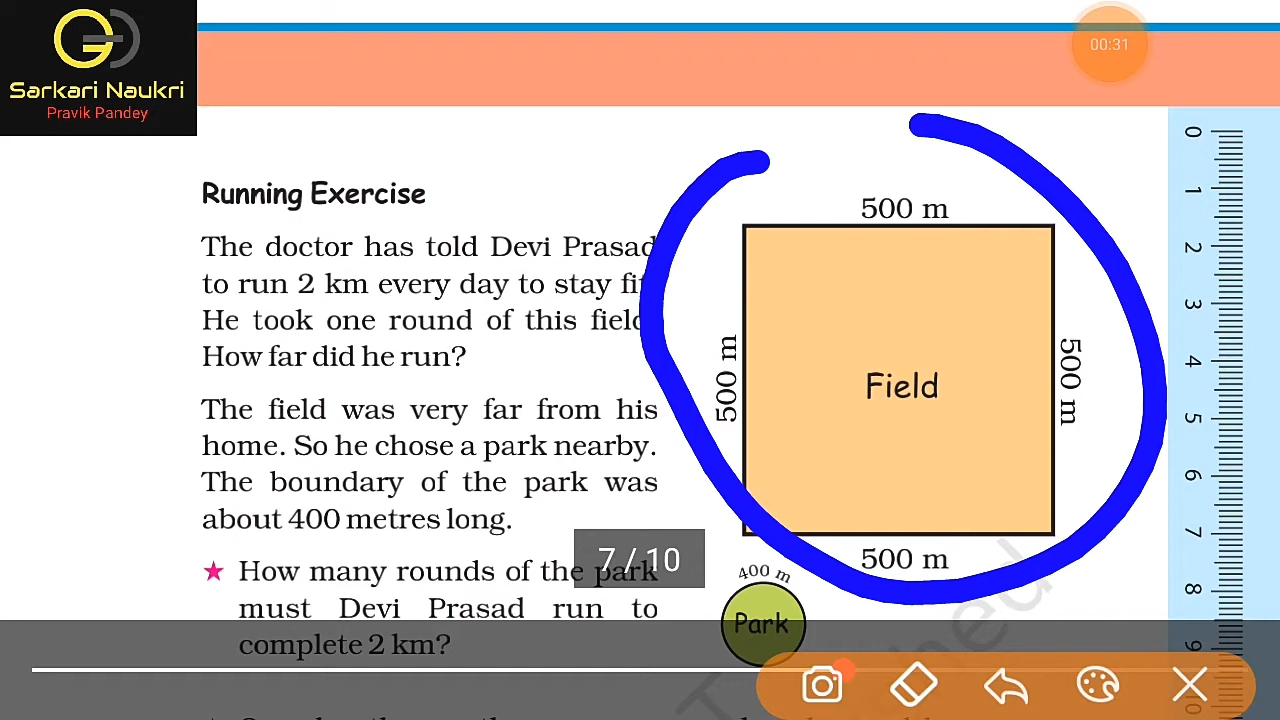 Sarkari Naukri
Pravik Pandey
00:31
Running Exercise
The doctor has told Devi Prasad
to run 2 km every day to stay
He took one round of this field
How far did he run?
The field was very far from his
home. So he chose a park nearby.
The boundary of the park was
about 400 metres long.
★ How many rounds of the park
must Devi Prasad run to
complete 2 km?
500 m
500 m
Field
500 m
500 m
400 m
Park
7 / 10
0
1
2
3
4
5
6
7
8
9